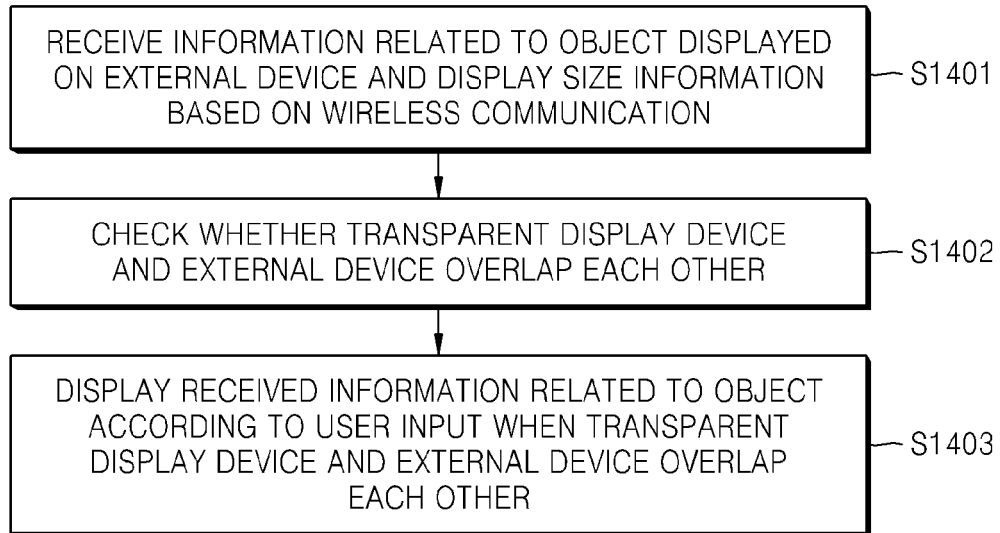 RECEIVE INFORMATION RELATED TO OBJECT DISPLAYED
ON EXTERNAL DEVICE AND DISPLAY SIZE INFORMATION
BASED ON WIRELESS COMMUNICATION
S1401
CHECK WHETHER TRANSPARENT DISPLAY DEVICE
AND EXTERNAL DEVICE OVERLAP EACH OTHER
S1402
DISPLAY RECEIVED INFORMATION RELATED TO OBJECT
ACCORDING TO USER INPUT WHEN TRANSPARENT
DISPLAY DEVICE AND EXTERNAL DEVICE OVERLAP
EACH OTHER
S1403